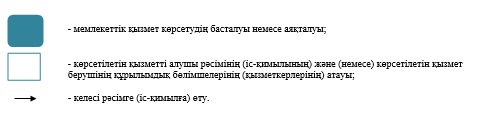 - мемлекеттік қызмет көрсетудің басталуы немесе аяқталуы;
- көрсетілетін қызметті алушы рәсімінің (іс-қимылының) және (немесе) көрсетілетін қызмет
берушінің құрылымдық бөлімшелерінің (қызметкерлерінің) атауы;
- келесі рәсімге (іс-қимылға) өту.